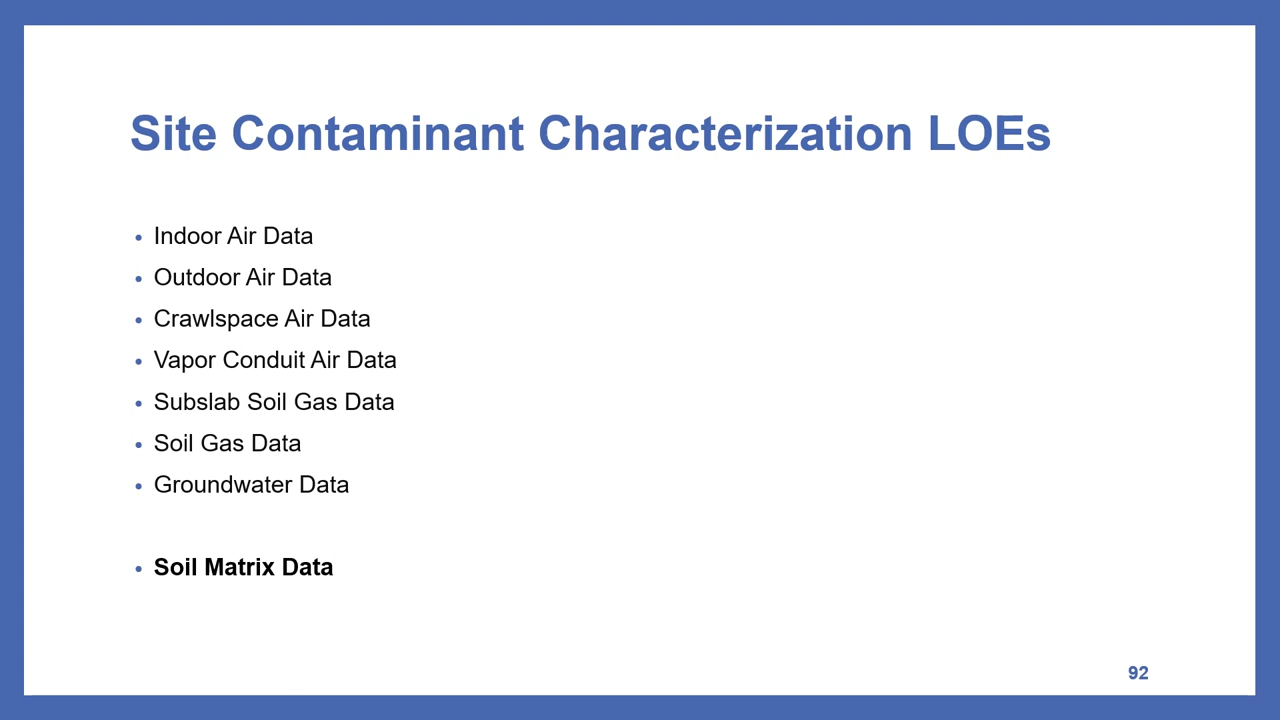 Site Contaminant Characterization LOEs
• Indoor Air Data
• Outdoor Air Data
• Crawlspace Air Data
• Vapor Conduit Air Data
• Subslab Soil Gas Data
• Soil Gas Data
• Groundwater Data
• Soil Matrix Data
92